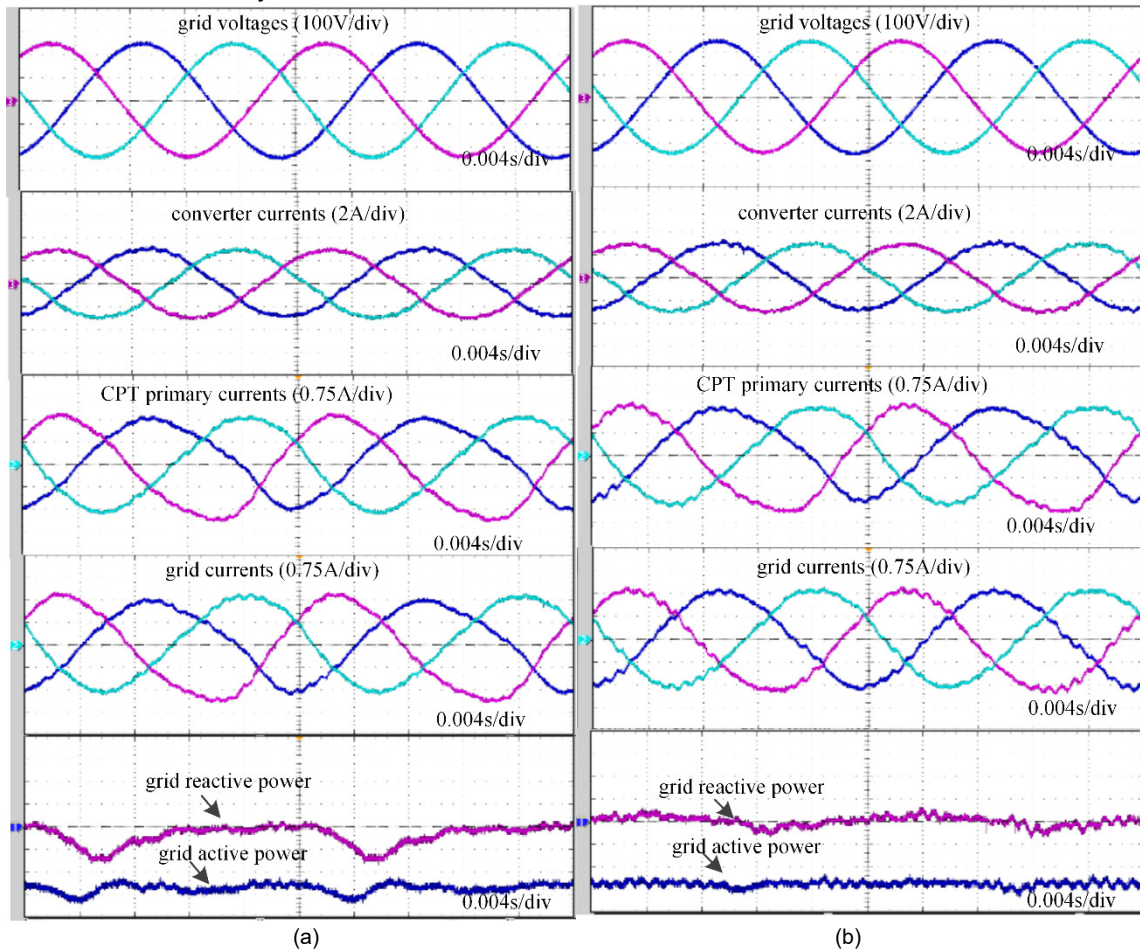 grid voltages (100V/div)
0.004s/div
converter currents (2A/div)
0.004s/div
CPT primary currents (0.75A/div)
0.004s/div
grid currents (0.75A/div)
0.004s/div
grid reactive power
grid active power
0.004s/div
(a)
grid voltages (100V/div)
0.004s/div
converter currents (2A/div)
0.004s/div
CPT primary currents (0.75A/div)
0.004s/div
grid currents (0.75A/div)
0.004s/div
grid reactive power
grid active power
0.004s/div
(b)